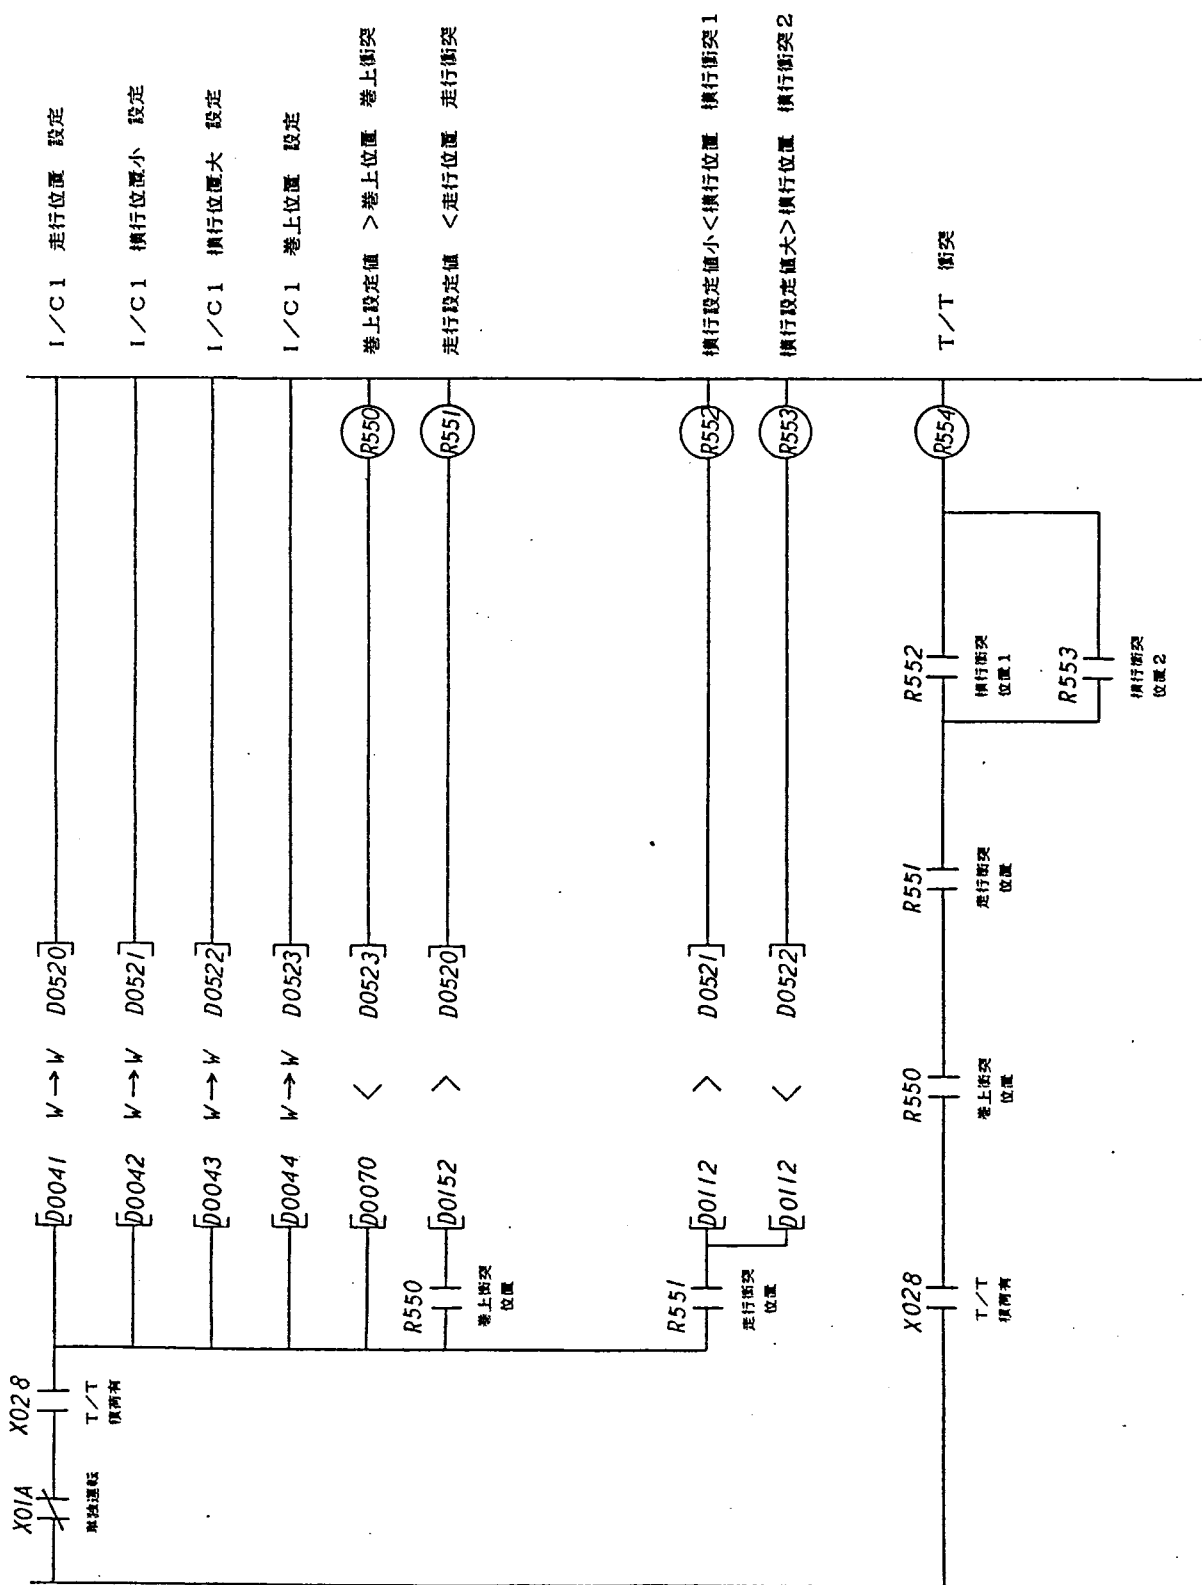 X01A
単独運転
X028
T/T
積荷有
[D0041 W→W D0520]
I/C1 走行位置 設定
[D0042 W→W D0521]
I/C1 横行位置小 設定
[D0043 W→W D0522]
I/C1 横行位置大 設定
[D0044 W→W D0523]
I/C1 巻上位置 設定
[D0070 < D0523]
R550
巻上設定値 >巻上位置 巻上衝突
R550
巻上衝突
位置
[D0152 > D0520]
R551
走行設定値 <走行位置 走行衝突
R551
走行衝突
位置
[D0112 > D0521]
R552
横行設定値小<横行位置 横行衝突1
[D0112 < D0522]
R553
横行設定値大>横行位置 横行衝突2
X028
T/T
積荷有
R550
巻上衝突
位置
R551
走行衝突
位置
R552
横行衝突
位置1
R554
T/T 衝突
R553
横行衝突
位置2